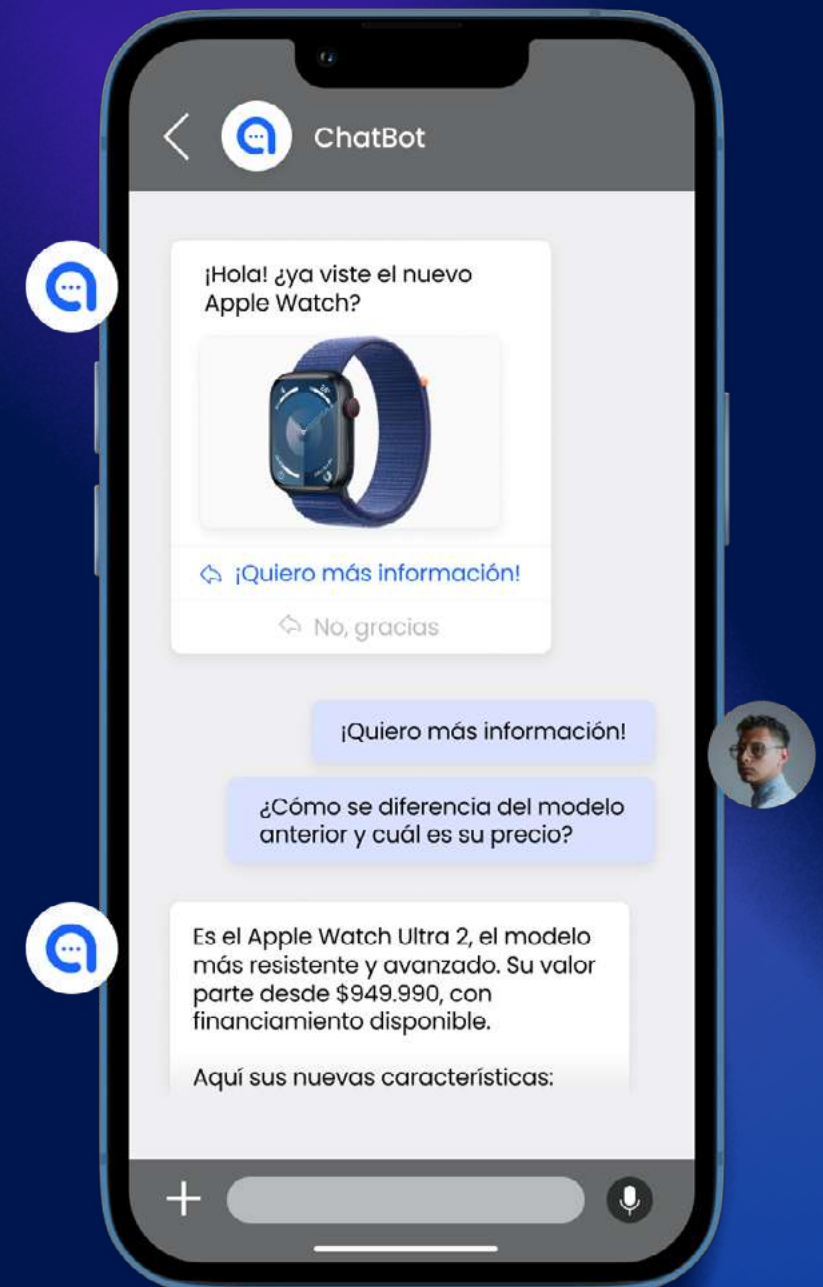 ChatBot
¡Hola! ¿ya viste el nuevo
Apple Watch?
¡Quiero más información!
No, gracias
¡Quiero más información!
¿Cómo se diferencia del modelo
anterior y cuál es su precio?
Es el Apple Watch Ultra 2, el modelo
más resistente y avanzado. Su valor
parte desde $949.990, con
financiamiento disponible.
Aquí sus nuevas características: